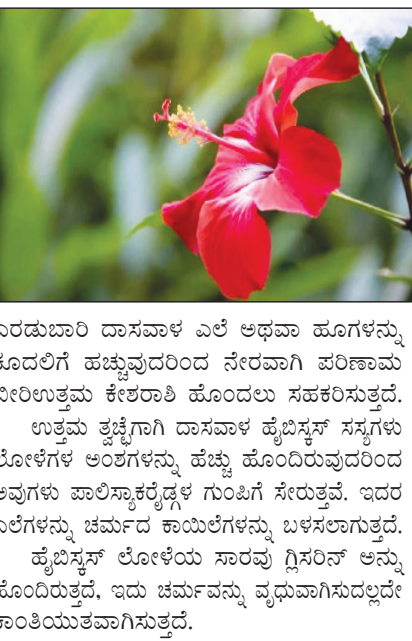 ಎರಡುಬಾರಿ ದಾಸವಾಳ ಎಲೆ ಅಥವಾ ಹೂಗಳನ್ನು
ಕೂದಲಿಗೆ ಹಚ್ಚುವುದರಿಂದ ನೇರವಾಗಿ ಪರಿಣಾಮ
ಬೀರಿಉತ್ತಮ ಕೇಶರಾಶಿ ಹೊಂದಲು ಸಹಕರಿಸುತ್ತದೆ.
ಉತ್ತಮ ತ್ವಚೆಗಾಗಿ ದಾಸವಾಳ ಹೈಬಿಸ್ಕಸ್ ಸಸ್ಯಗಳು
ಲೋಳೆಗಳ ಅಂಶಗಳನ್ನು ಹೆಚ್ಚು ಹೊಂದಿರುವುದರಿಂದ
ಅವುಗಳು ಪಾಲಿಸ್ಯಾಕರೈಡ್ಗಳ ಗುಂಪಿಗೆ ಸೇರುತ್ತವೆ. ಇದರ
ಎಲೆಗಳನ್ನು ಚರ್ಮದ ಕಾಯಿಲೆಗಳನ್ನು ಬಳಸಲಾಗುತ್ತದೆ.
ಹೈಬಿಸ್ಕಸ್ ಲೋಳೆಯ ಸಾರವು ಗ್ಲಿಸರಿನ್ ಅನ್ನು
ಹೊಂದಿರುತ್ತದೆ, ಇದು ಚರ್ಮವನ್ನು ವೃಧುವಾಗಿಸುದಲ್ಲದೇ
ಕಾಂತಿಯುತವಾಗಿಸುತ್ತದೆ.